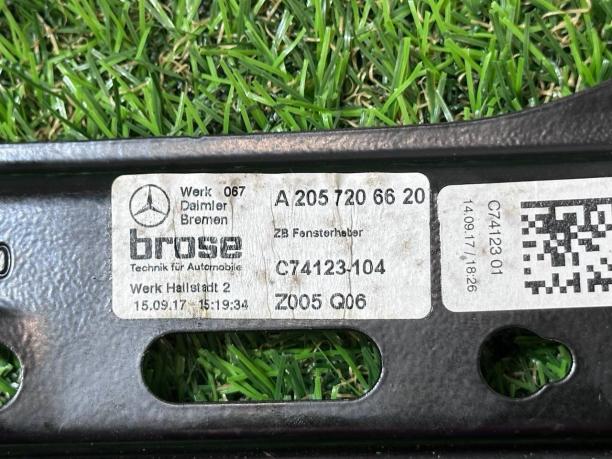 Werk 067
Daimler
Bremen
A 205 720 66 20
brose
Technik für Automobile
ZB Fensterheber
C74123-104
Werk Hallstadt 2
15.09.17 - 15:19:34
Z005 Q06
C74123 01
14.09.17 / 18:26
0